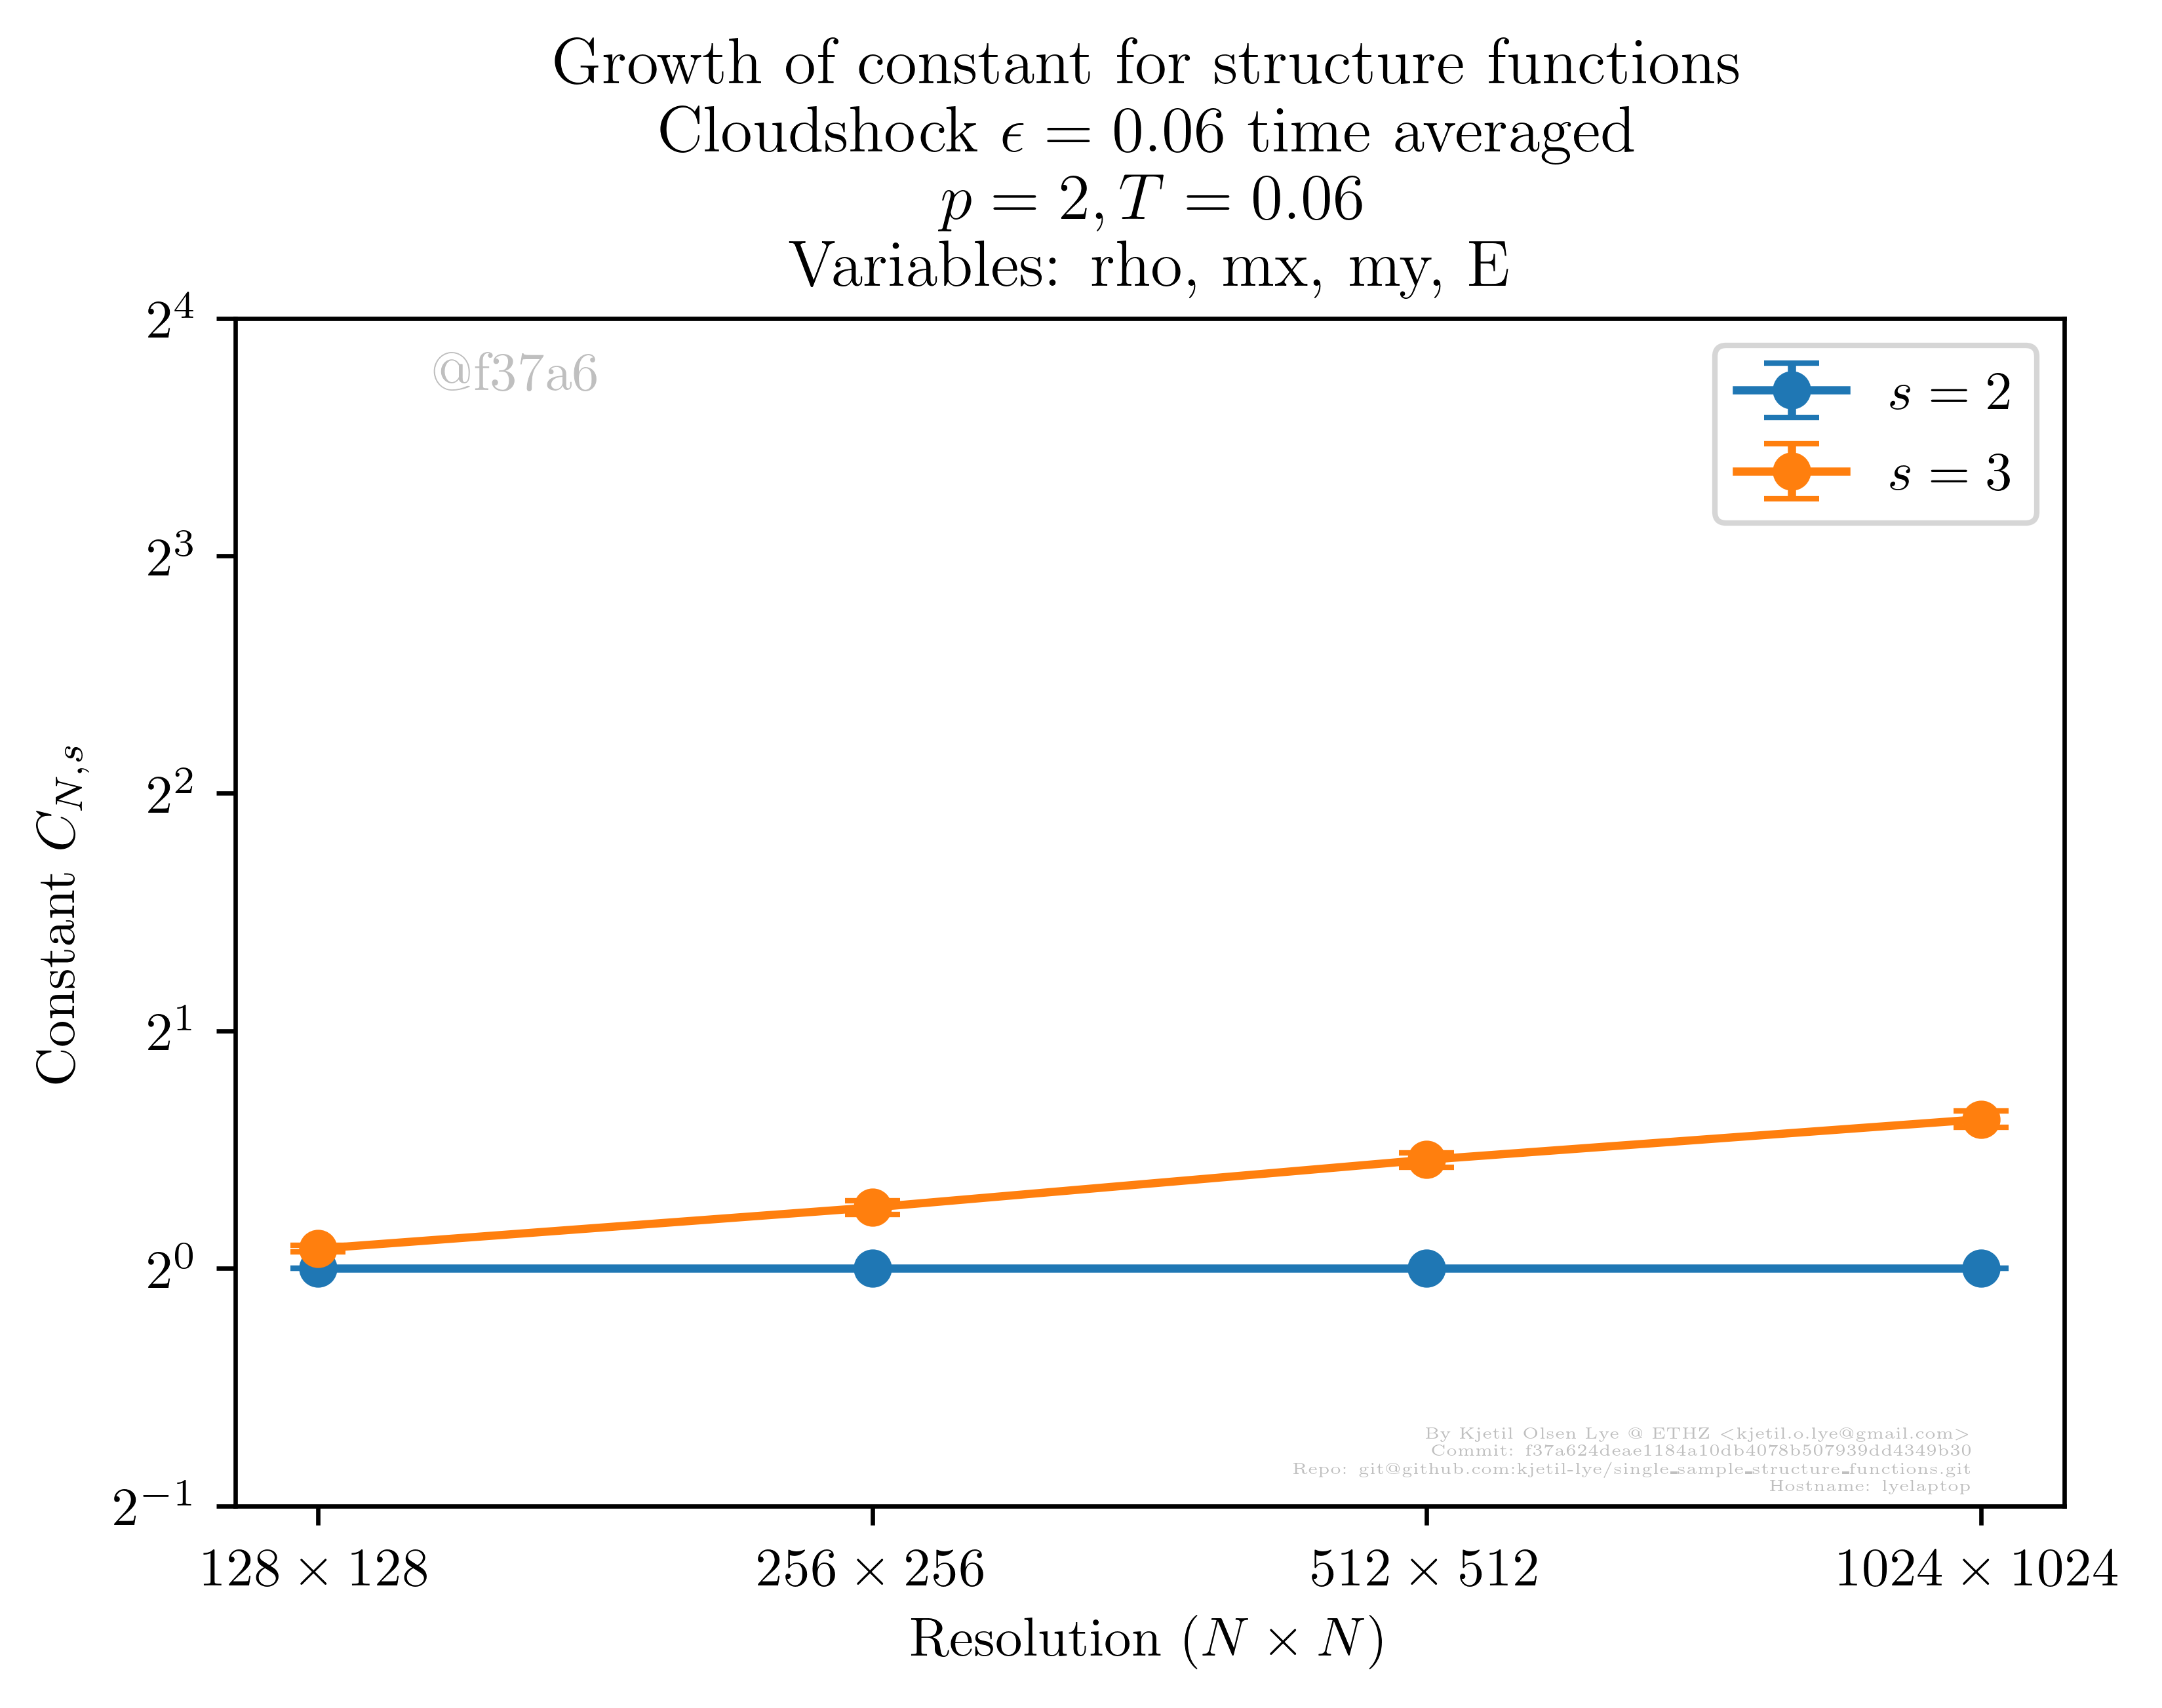 Growth of constant for structure functions
Cloudshock ϵ = 0.06 time averaged
p = 2, T = 0.06
Variables: rho, mx, my, E
@f37a6
s = 2
s = 3
2^4
2^3
2^2
2^1
2^0
2^{-1}
Constant C_{N,s}
By Kjetil Olsen Lye @ ETHZ <kjetil.o.lye@gmail.com>
Commit: f37a624deae1184a10db4078b507939dd4349b30
Repo: git@github.com:kjetil-lye/single_sample_structure_functions.git
Hostname: lyelaptop
128 × 128 256 × 256 512 × 512 1024 × 1024
Resolution (N × N)